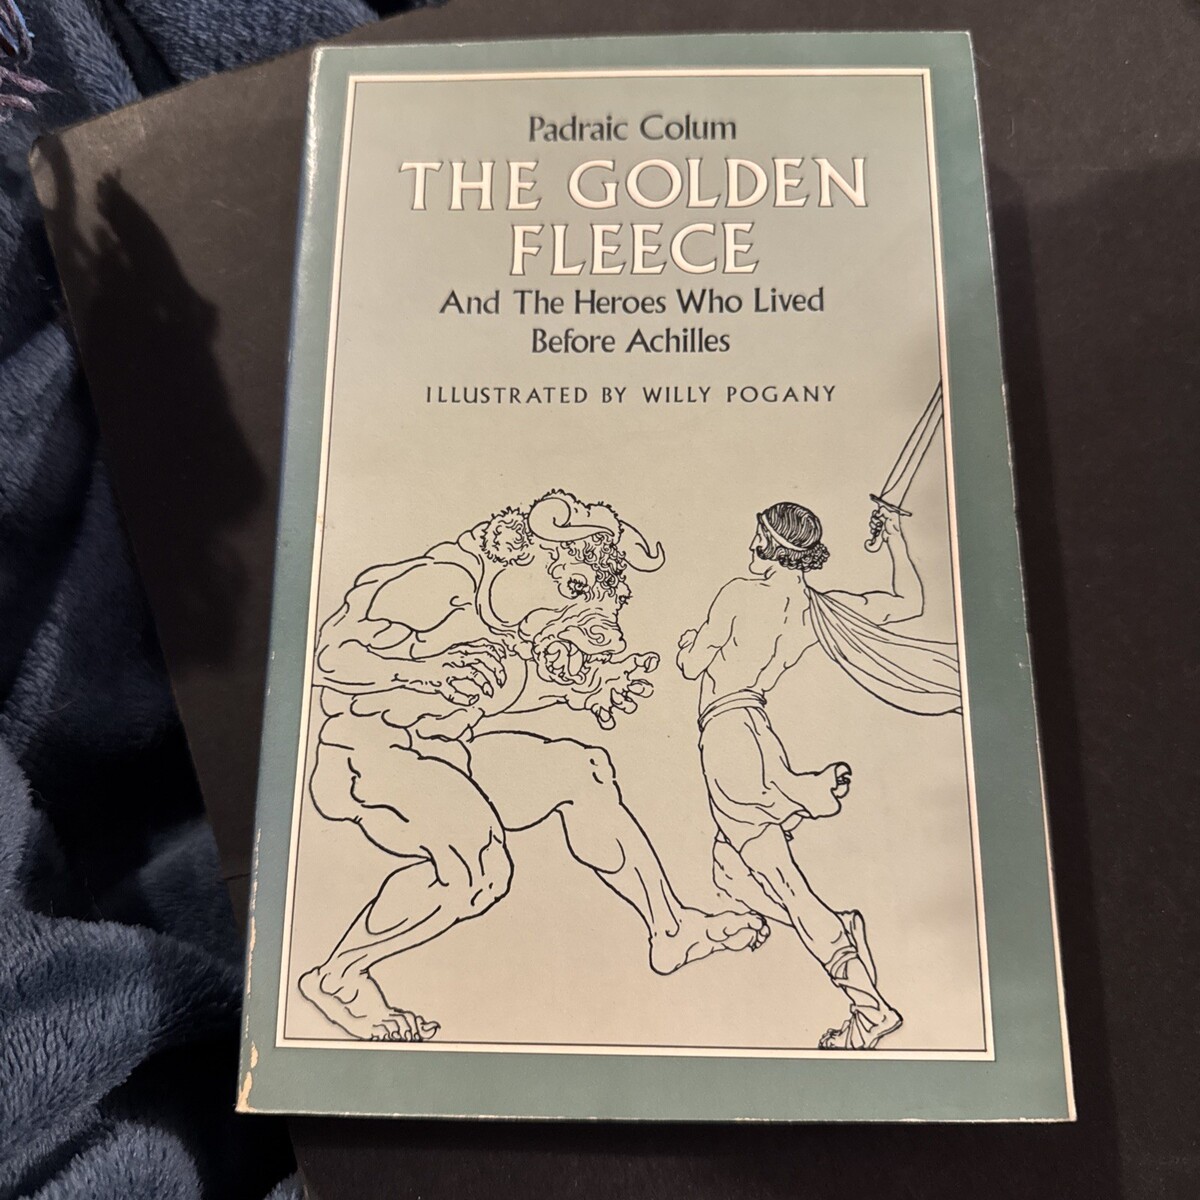 Padraic Colum
THE GOLDEN
FLEECE
And The Heroes Who Lived
Before Achilles
ILLUSTRATED BY WILLY POGANY